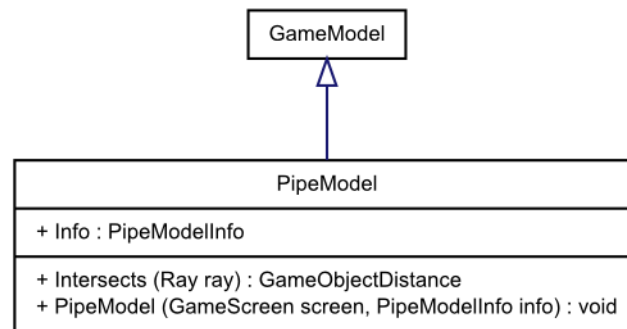 GameModel
PipeModel
+ Info : PipeModelInfo
+ Intersects (Ray ray) : GameObjectDistance
+ PipeModel (GameScreen screen, PipeModelInfo info) : void